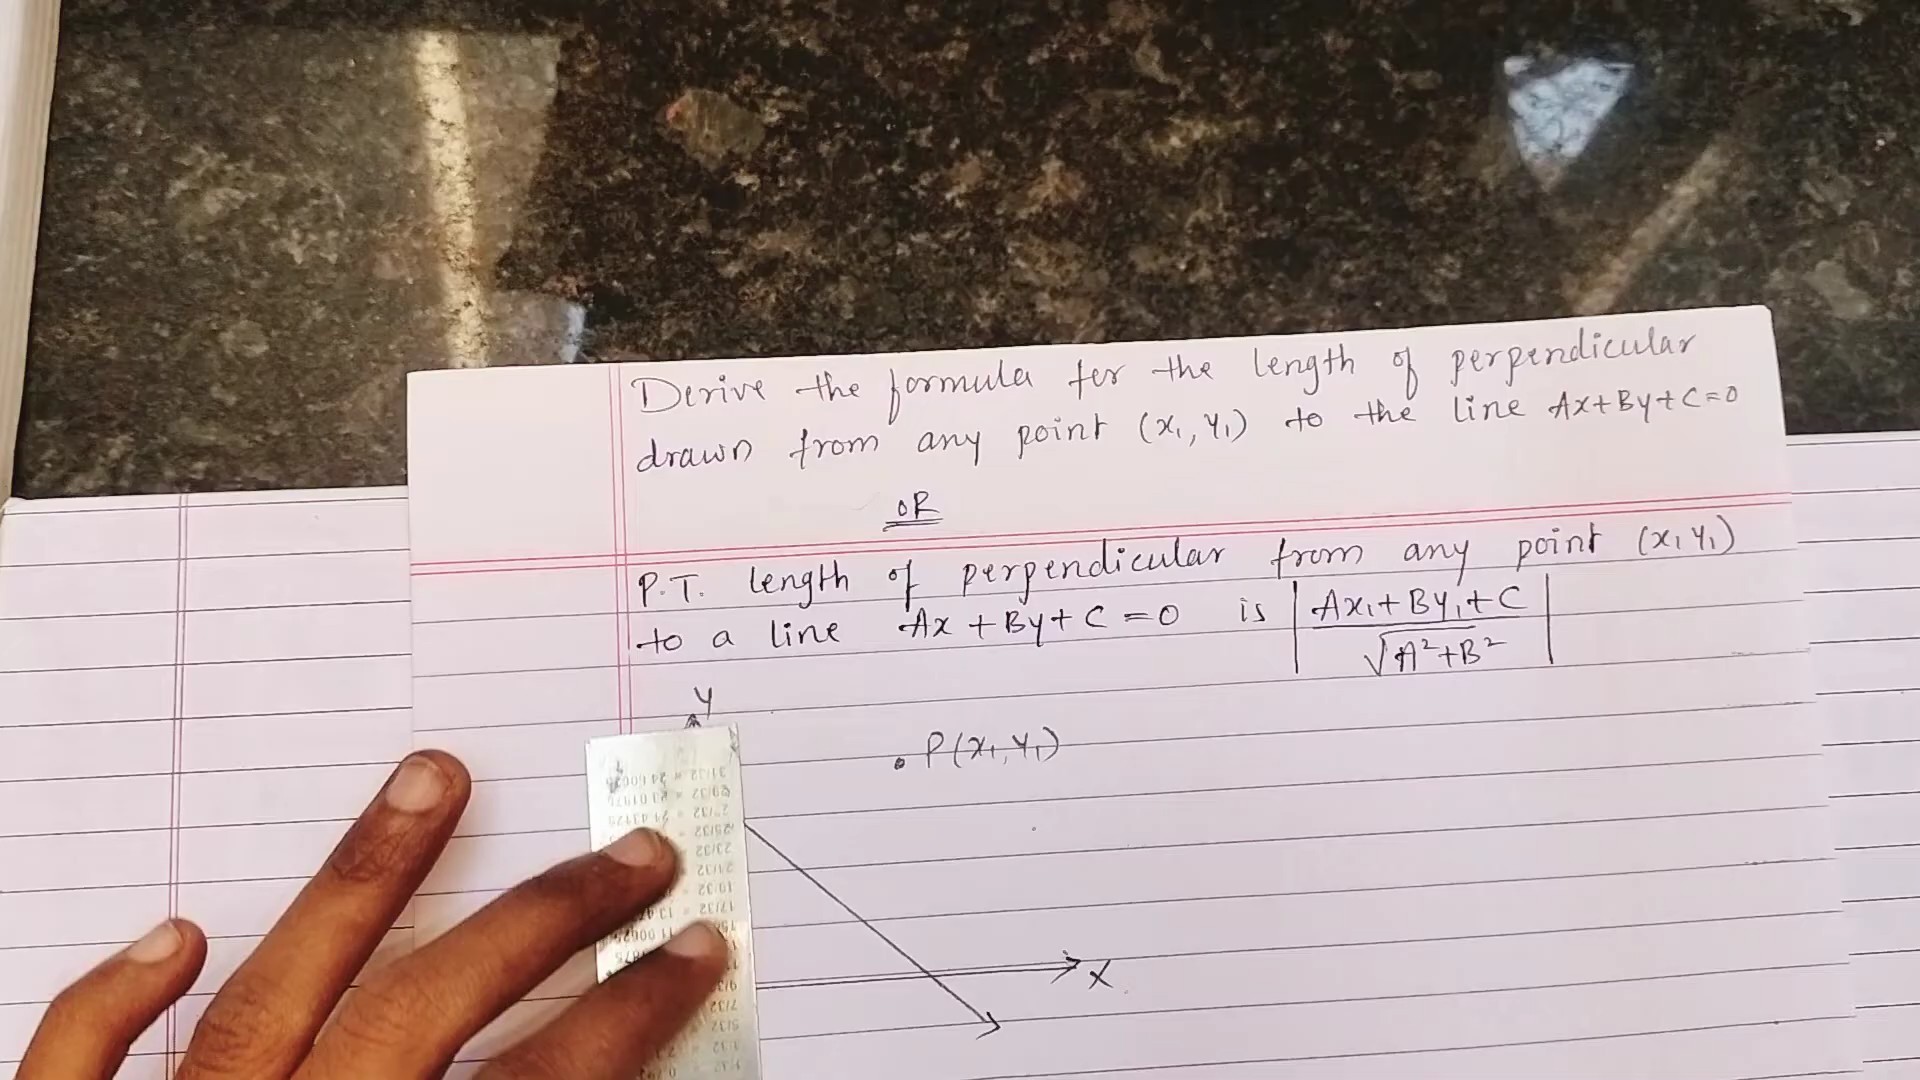 Derive the formula for the length of perpendicular
drawn from any point (x₁, y₁) to the line Ax+By+C=0
OR
P.T. length of perpendicular from any point (x₁ y₁)
to a line Ax + By + C = 0 is | Ax₁+By₁+C / √A²+B² |
Y
P(x₁, y₁)
X